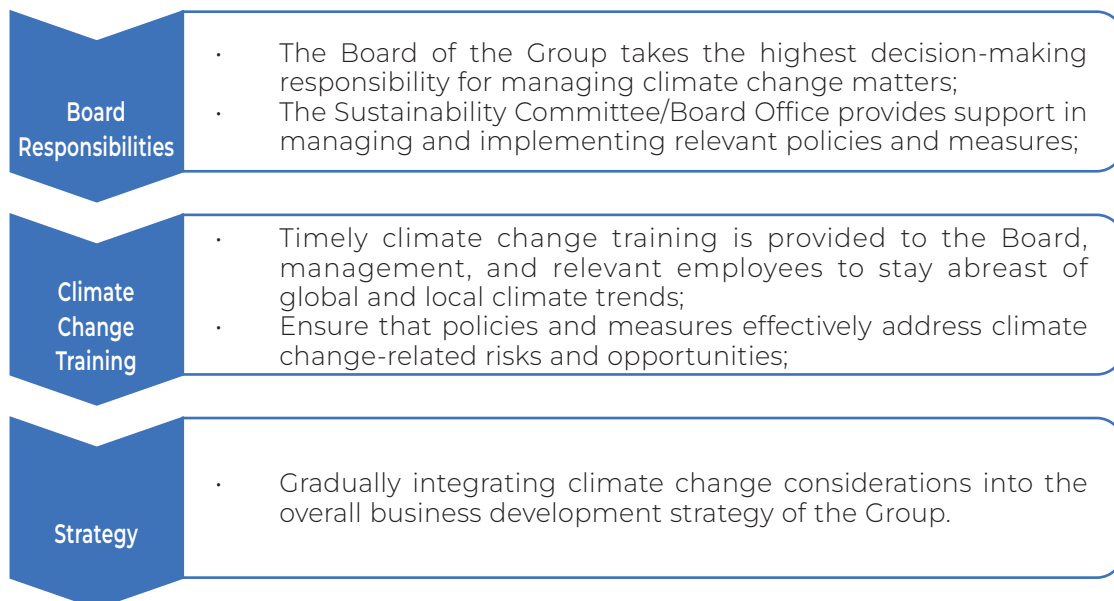 Board
Responsibilities
· The Board of the Group takes the highest decision-making
responsibility for managing climate change matters;
· The Sustainability Committee/Board Office provides support in
managing and implementing relevant policies and measures;
Climate
Change
Training
· Timely climate change training is provided to the Board,
management, and relevant employees to stay abreast of
global and local climate trends;
· Ensure that policies and measures effectively address climate
change-related risks and opportunities;
Strategy
· Gradually integrating climate change considerations into the
overall business development strategy of the Group.